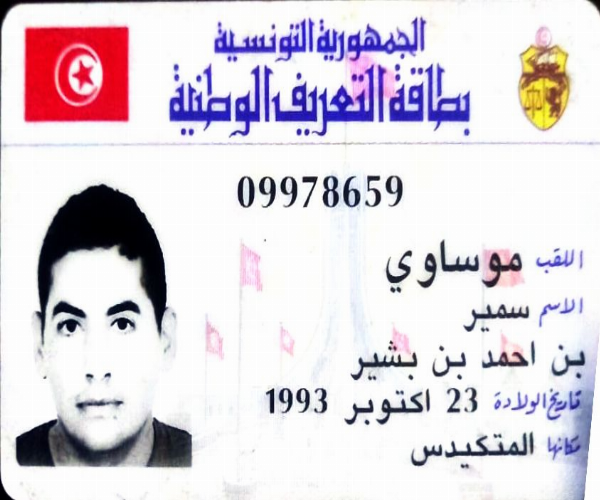 الجمهورية التونسية
بطاقة التعريف الوطنية
09978659
اللقب موساوي
الاسم سمير
بن احمد بن بشير
تاريخ الولادة 23 اكتوبر 1993
مكانها المتكيدس